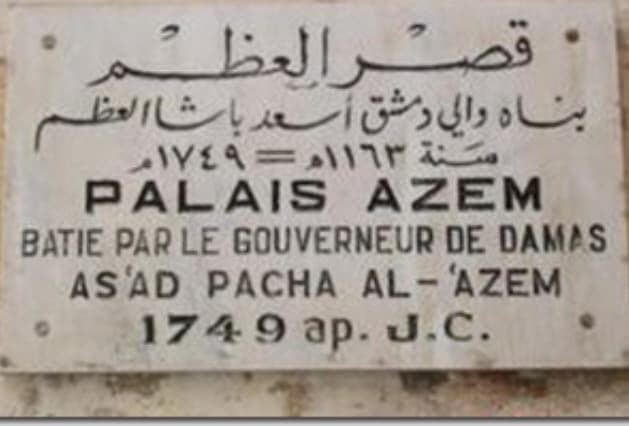 قصر العظم
بناه والي دمشق أسعد باشا العظم
سنة ١١٦٣ه = ١٧٤٩م
PALAIS AZEM
BATIE PAR LE GOUVERNEUR DE DAMAS
AS'AD PACHA AL-'AZEM
1749 ap. J.C.